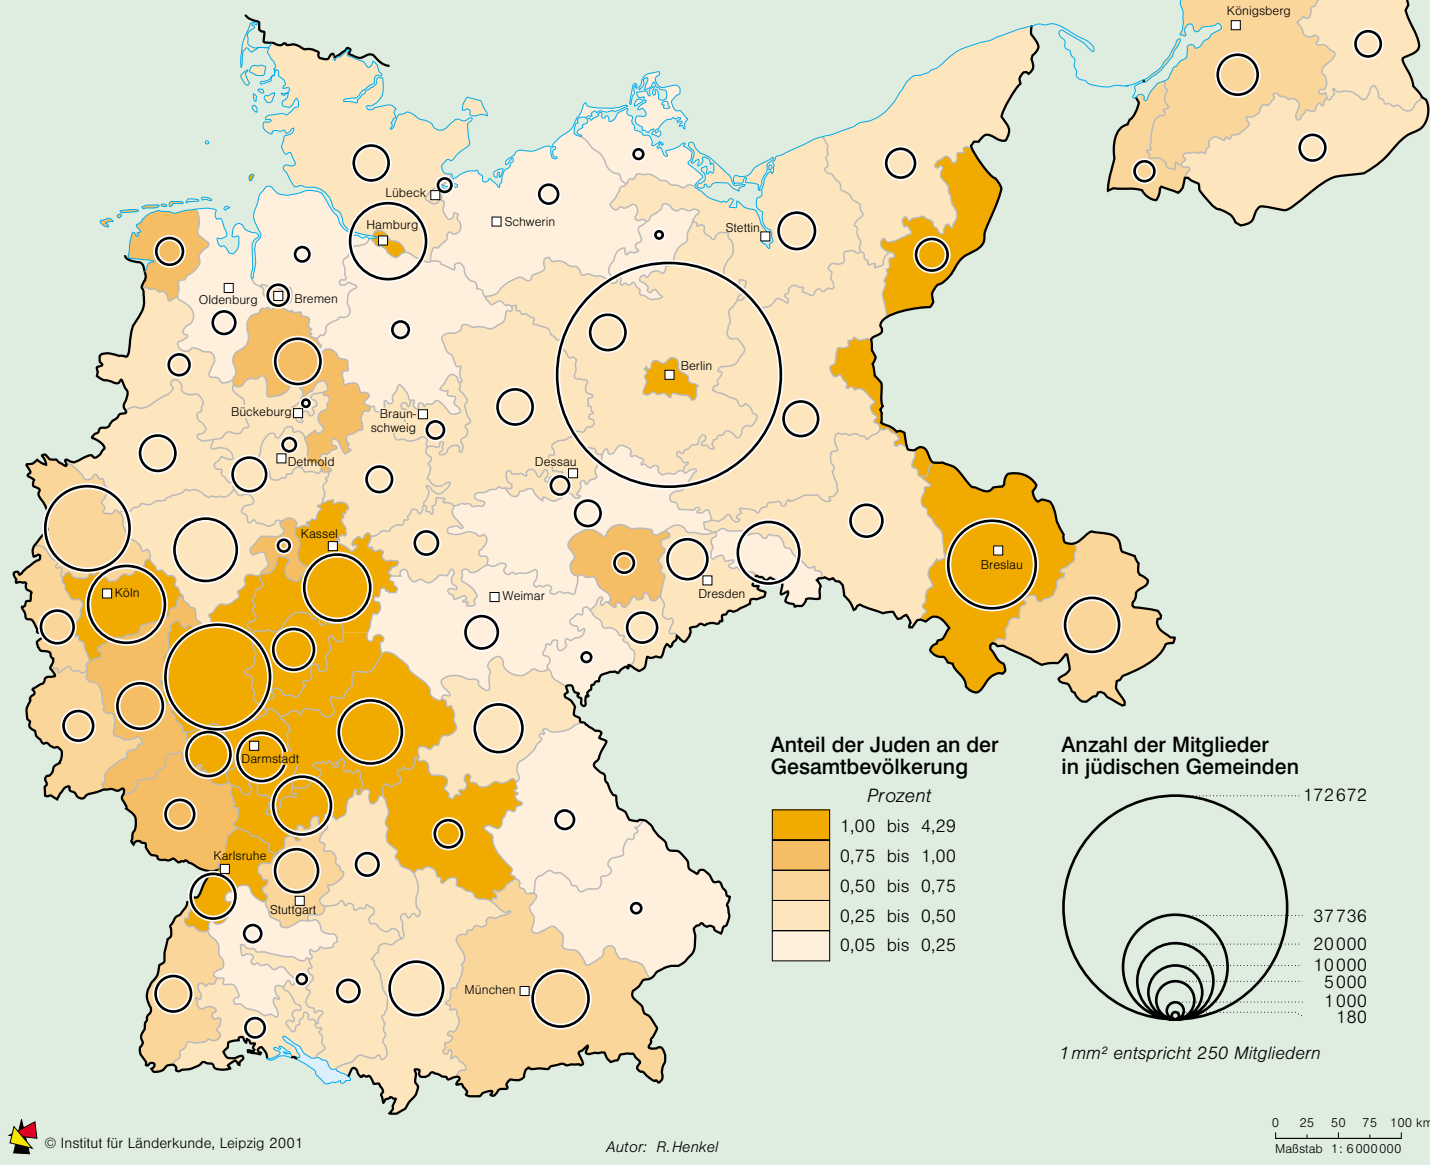 Königsberg
Lübeck
Hamburg
Schwerin
Stettin
Oldenburg
Bremen
Berlin
Bückeburg
Braun-
schweig
Detmold
Dessau
Kassel
Köln
Weimar
Dresden
Breslau
Darmstadt
Karlsruhe
Stuttgart
München
Anteil der Juden an der
Gesamtbevölkerung
Prozent
1,00 bis 4,29
0,75 bis 1,00
0,50 bis 0,75
0,25 bis 0,50
0,05 bis 0,25
Anzahl der Mitglieder
in jüdischen Gemeinden
172672
37736
20000
10000
5000
1000
180
1mm² entspricht 250 Mitgliedern
© Institut für Länderkunde, Leipzig 2001
Autor: R.Henkel
0 25 50 75 100 km
Maßstab 1: 6000000